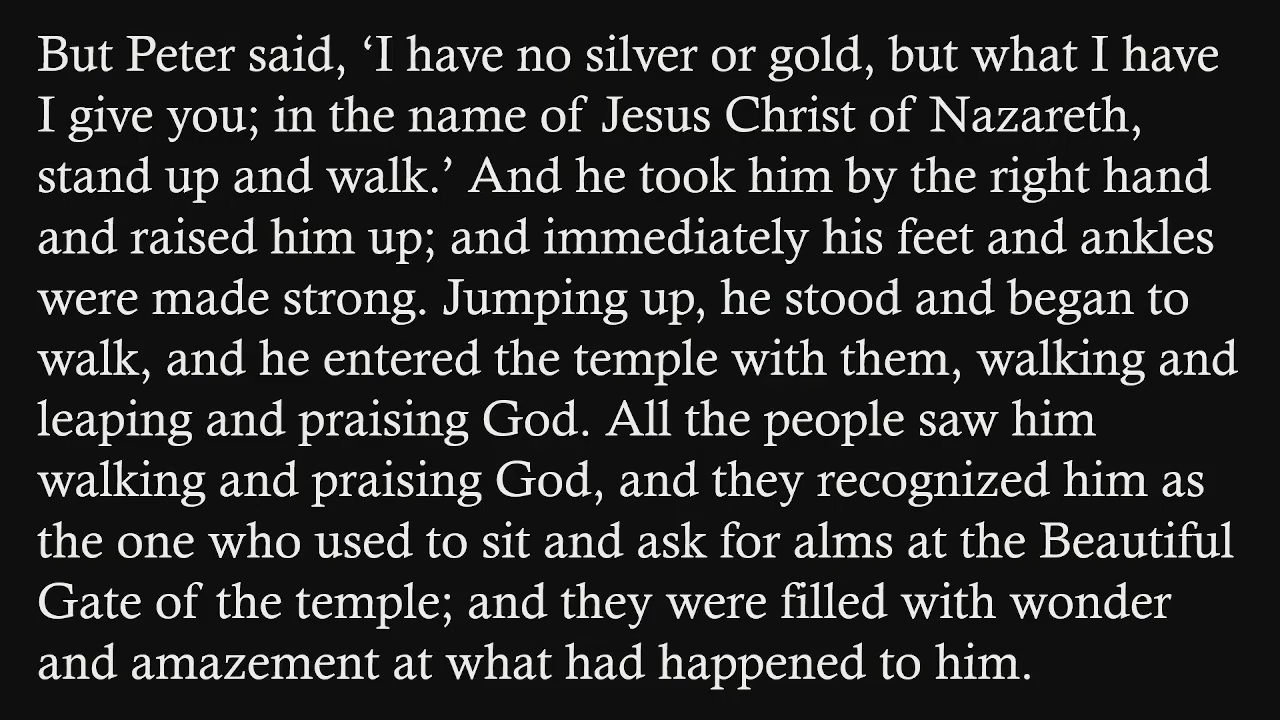 But Peter said, ‘I have no silver or gold, but what I have
I give you; in the name of Jesus Christ of Nazareth,
stand up and walk.’ And he took him by the right hand
and raised him up; and immediately his feet and ankles
were made strong. Jumping up, he stood and began to
walk, and he entered the temple with them, walking and
leaping and praising God. All the people saw him
walking and praising God, and they recognized him as
the one who used to sit and ask for alms at the Beautiful
Gate of the temple; and they were filled with wonder
and amazement at what had happened to him.